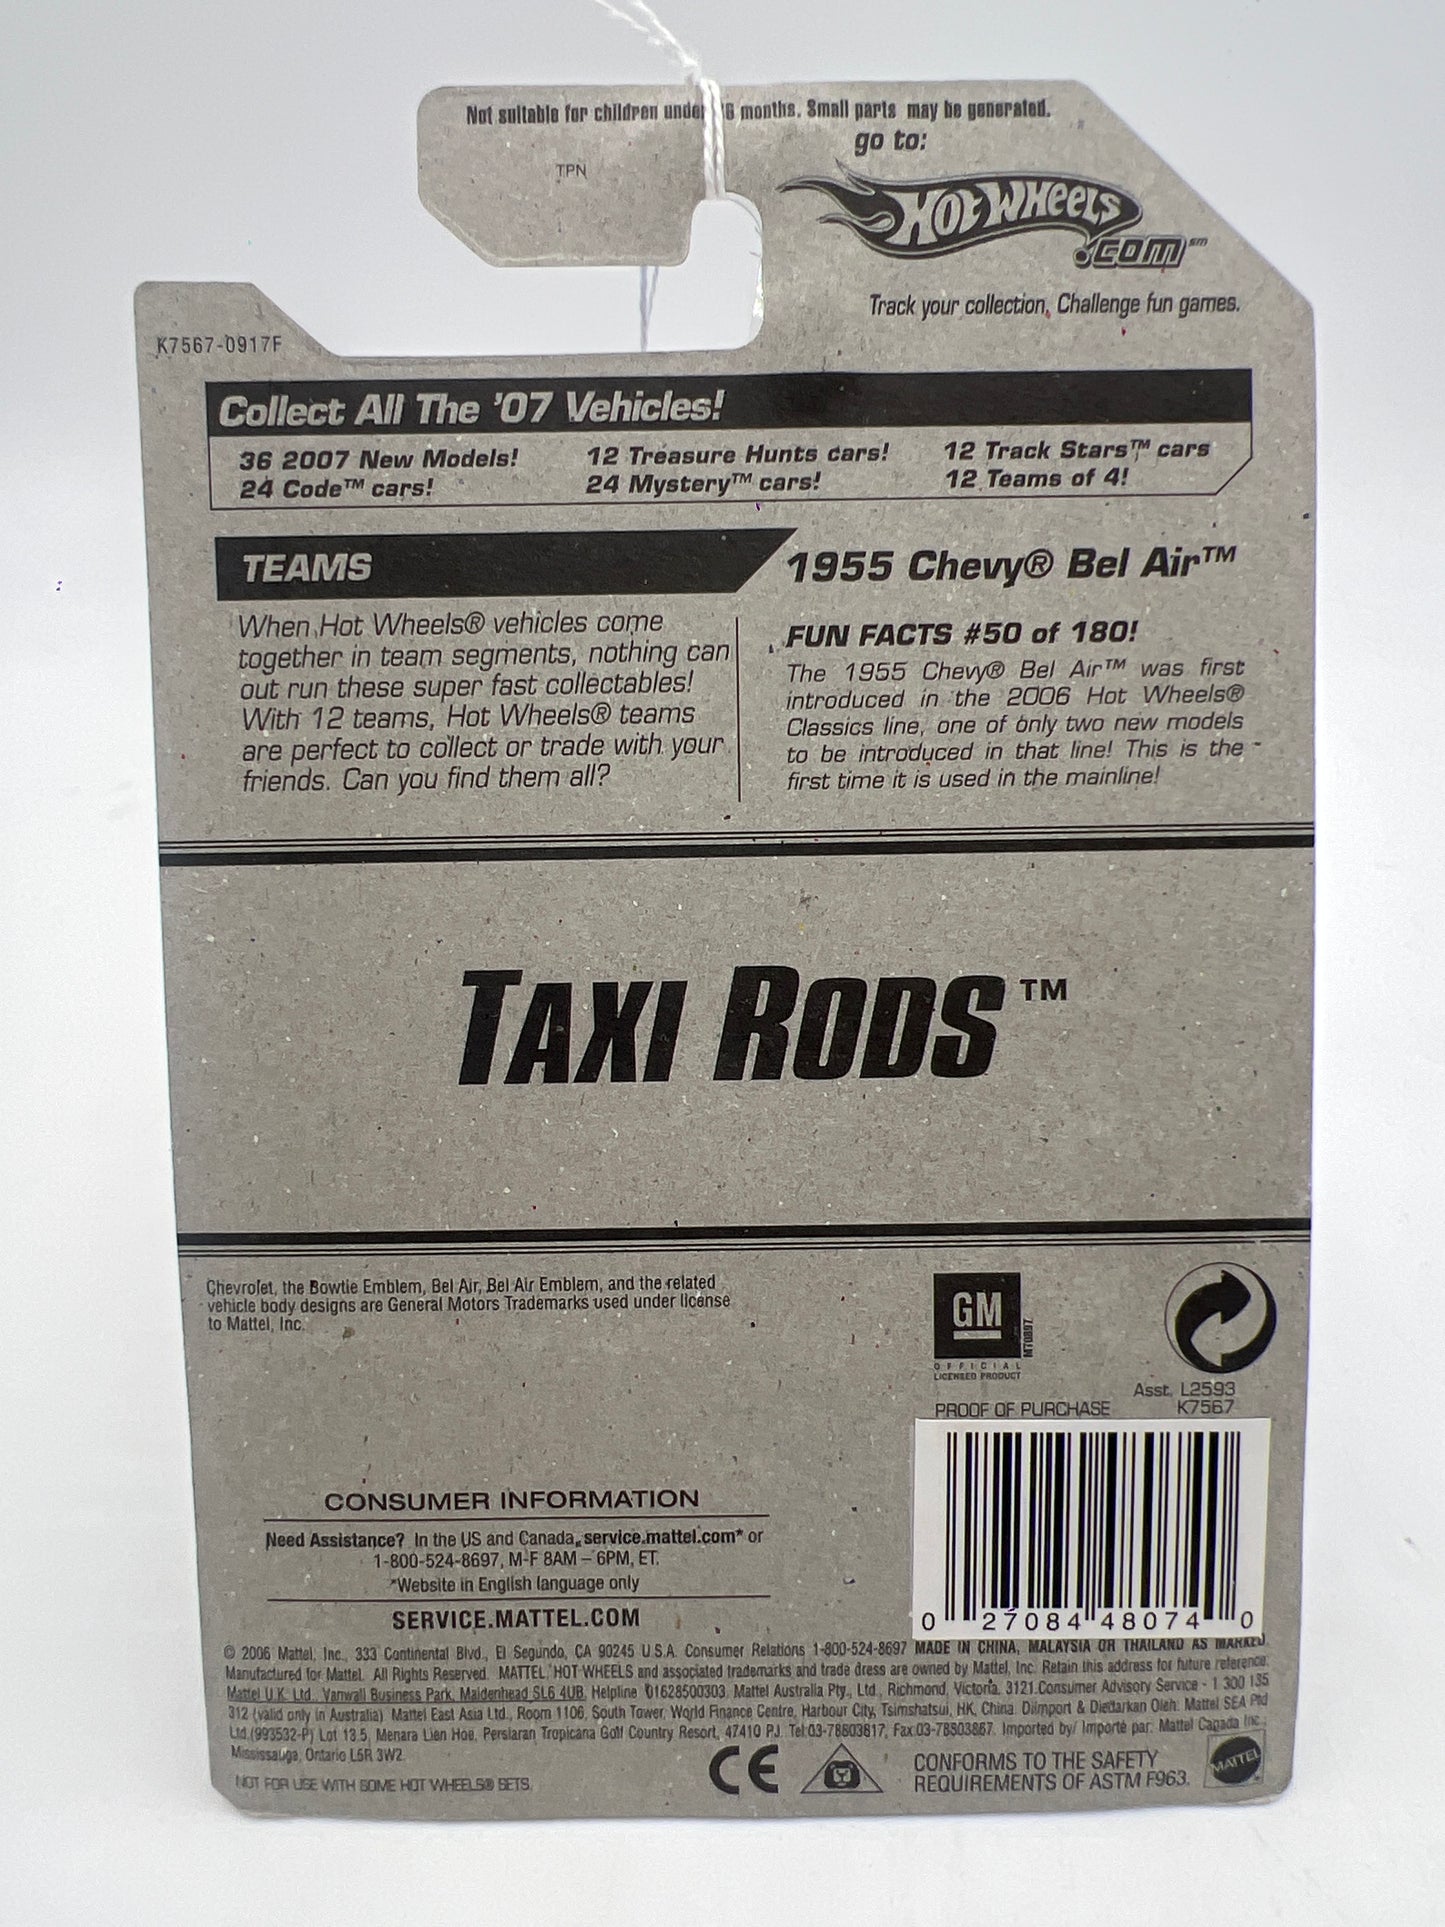 Not suitable for children under 36 months. Small parts may be generated.
go to:
TPN
Hot Wheels
.com℠
Track your collection, Challenge fun games.
K7567-0917F
Collect All The '07 Vehicles!
36 2007 New Models! 12 Treasure Hunts cars! 12 Track Stars™ cars
24 Code™ cars! 24 Mystery™ cars! 12 Teams of 4!
TEAMS
When Hot Wheels® vehicles come
together in team segments, nothing can
out run these super fast collectables!
With 12 teams, Hot Wheels® teams
are perfect to collect or trade with your
friends. Can you find them all?
1955 Chevy® Bel Air™
FUN FACTS #50 of 180!
The 1955 Chevy® Bel Air™ was first
introduced in the 2006 Hot Wheels®
Classics line, one of only two new models
to be introduced in that line! This is the
first time it is used in the mainline!
TAXI RODS™
Chevrolet, the Bowtie Emblem, Bel Air, Bel Air Emblem, and the related
vehicle body designs are General Motors Trademarks used under license
to Mattel, Inc.
GM
OFFICIAL
LICENSED PRODUCT
Asst. L2593
PROOF OF PURCHASE K7567
0 27084 48074 0
CONSUMER INFORMATION
Need Assistance? In the US and Canada, service.mattel.com* or
1-800-524-8697, M-F 8AM – 6PM, ET.
*Website in English language only
SERVICE.MATTEL.COM
© 2006 Mattel, Inc., 333 Continental Blvd., El Segundo, CA 90245 U.S.A. Consumer Relations 1-800-524-8697 MADE IN CHINA, MALAYSIA OR THAILAND AS MARKED.
Manufactured for Mattel. All Rights Reserved. MATTEL, HOT WHEELS and associated trademarks and trade dress are owned by Mattel, Inc. Retain this address for future reference:
Mattel U.K. Ltd., Vanwall Business Park, Maidenhead SL6 4UB. Helpline 01628500303. Mattel Australia Pty., Ltd., Richmond, Victoria. 3121.Consumer Advisory Service - 1 300 135
312 (valid only in Australia). Mattel East Asia Ltd., Room 1106, South Tower, World Finance Centre, Harbour City, Tsimshatsui, HK, China. Diimport & Diedarkan Oleh: Mattel SEA Ptd
Ltd.(993532-P) Lot 13.5, Menara Lien Hoe, Persiaran Tropicana Golf Country Resort, 47410 PJ. Tel:03-78803817, Fax:03-78803867. Imported by/ Importé par: Mattel Canada Inc.,
Mississauga, Ontario L5R 3W2.
NOT FOR USE WITH SOME HOT WHEELS® SETS.
CE
CONFORMS TO THE SAFETY
REQUIREMENTS OF ASTM F963.
MATTEL